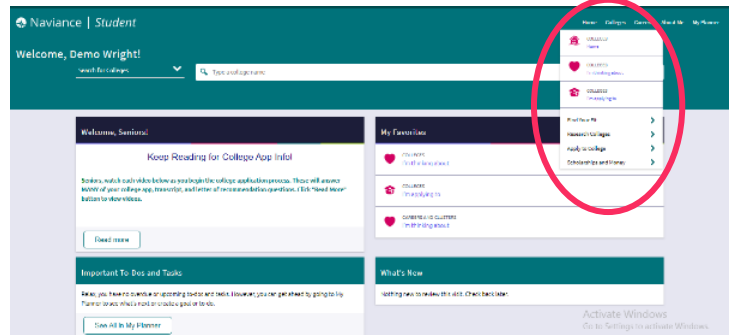 Naviance | Student
Home Colleges Careers About Me My Planner
Welcome, Demo Wright!
Search for Colleges
Type a college name
COLLEGES
Home
COLLEGES
I'm thinking about
COLLEGES
I'm applying to
Find Your Fit
Research Colleges
Apply to College
Scholarships and Money
Welcome, Seniors!
Keep Reading for College App Info!
Seniors, watch each video below as you begin the college application process. These will answer
MANY of your college app, transcript, and letter of recommendation questions. Click "Read More"
button to view videos.
Read more
My Favorites
COLLEGES
I'm thinking about
COLLEGES
I'm applying to
CAREERS AND CLUSTERS
I'm thinking about
Important To Dos and Tasks
Relax, you have no overdue or upcoming to-dos and tasks. However, you can get ahead by going to My
Planner to see what's next or create a goal or to-do.
See All in My Planner
What's New
Nothing new to review this visit. Check back later.
Activate Windows
Go to Settings to activate Windows.